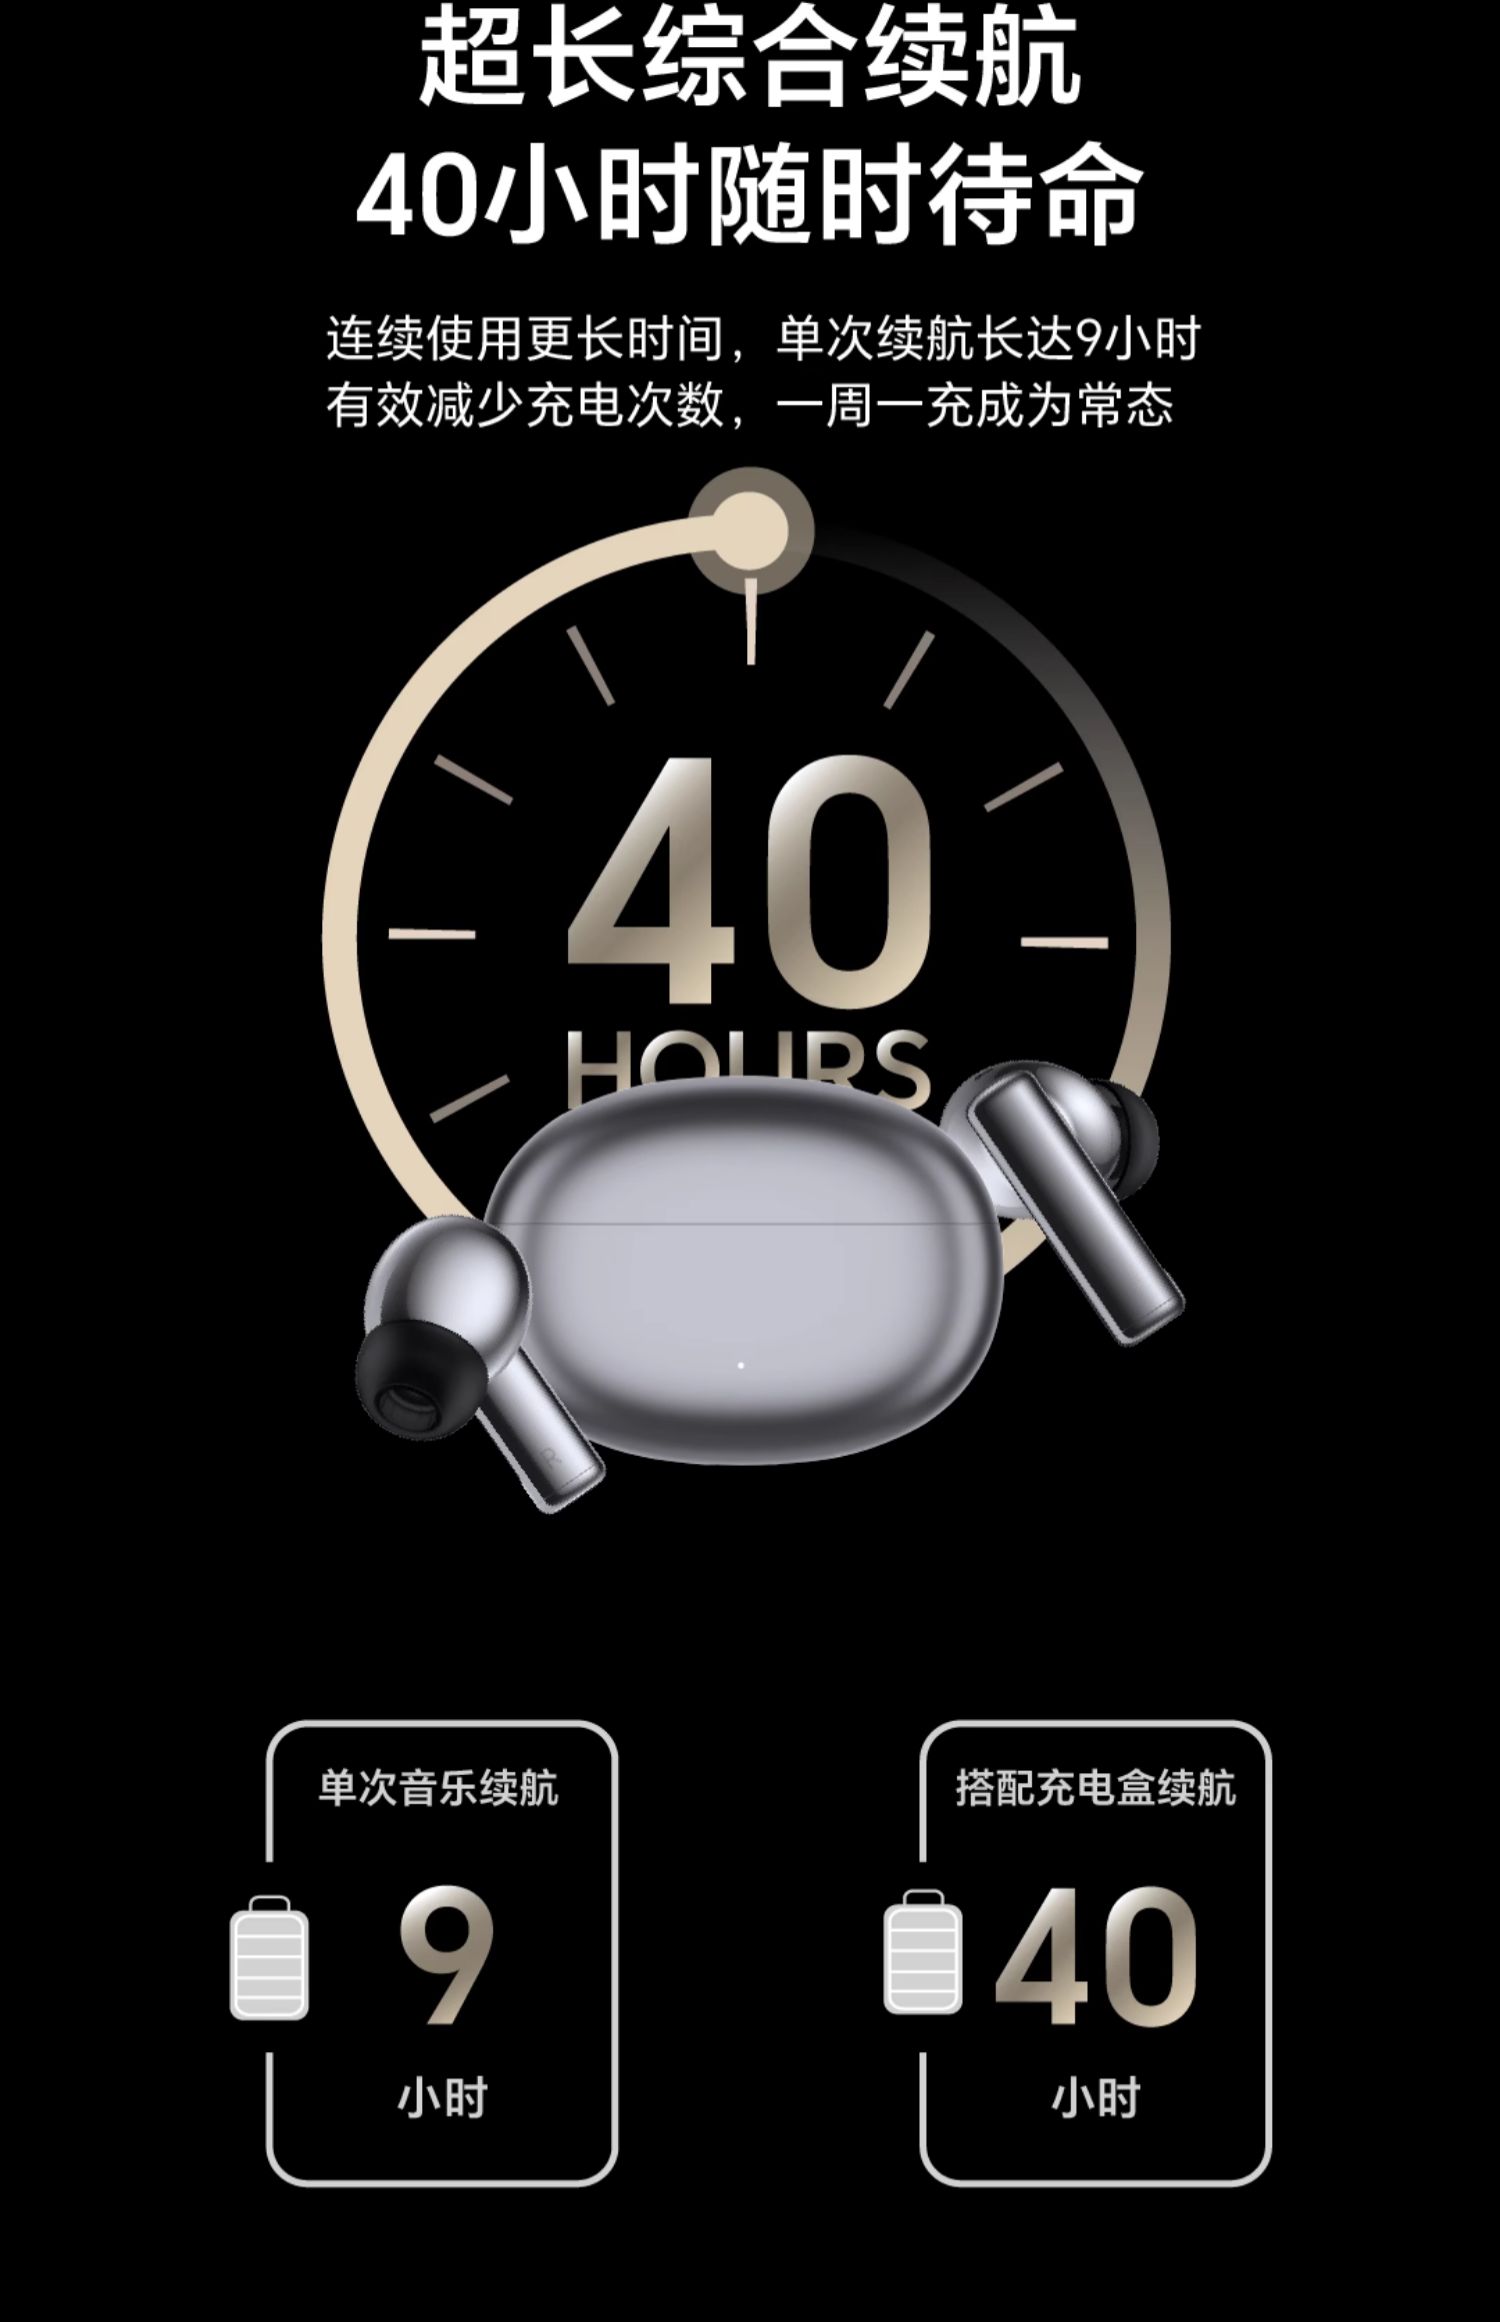 超长综合续航
40小时随时待命
连续使用更长时间，单次续航长达9小时
有效减少充电次数，一周一充成为常态
40
HOURS
R
单次音乐续航
9
小时
搭配充电盒续航
40
小时